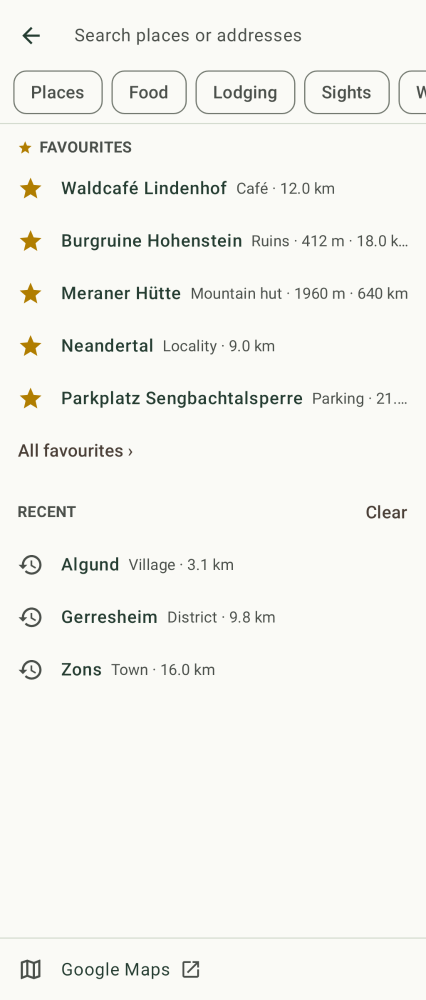 Search places or addresses
Places Food Lodging Sights W
FAVOURITES
Waldcafé Lindenhof Café · 12.0 km
Burgruine Hohenstein Ruins · 412 m · 18.0 k...
Meraner Hütte Mountain hut · 1960 m · 640 km
Neandertal Locality · 9.0 km
Parkplatz Sengbachtalsperre Parking · 21....
All favourites ›
RECENT Clear
Algund Village · 3.1 km
Gerresheim District · 9.8 km
Zons Town · 16.0 km
Google Maps